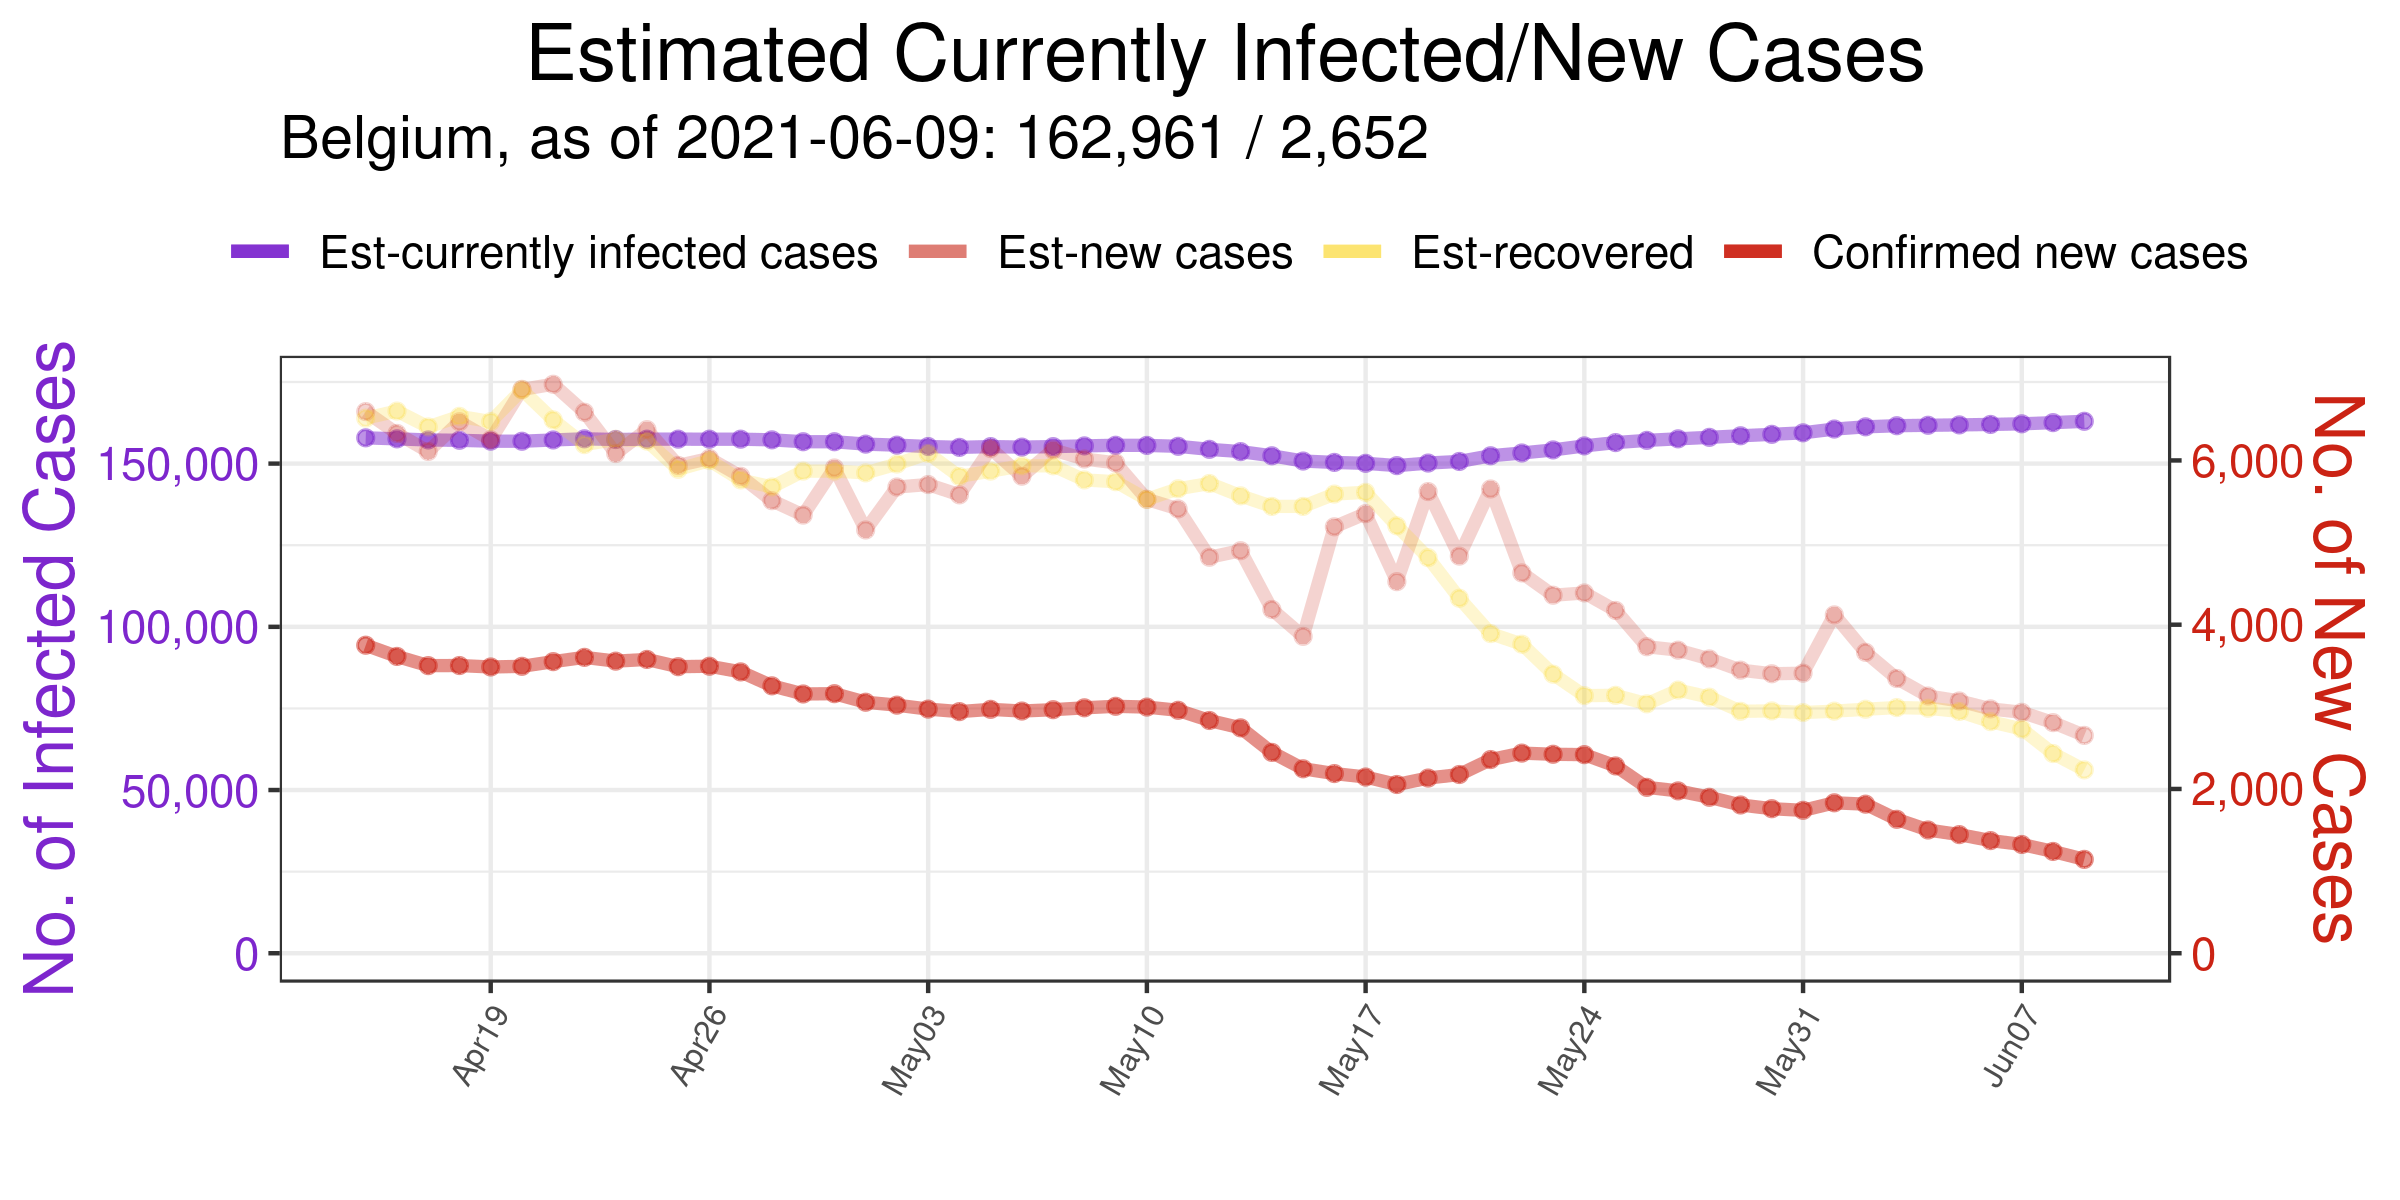 Estimated Currently Infected/New Cases
Belgium, as of 2021-06-09: 162,961 / 2,652
Est-currently infected cases Est-new cases Est-recovered Confirmed new cases
No. of Infected Cases
150,000
100,000
50,000
0
6,000
4,000
2,000
0
No. of New Cases
Apr19 Apr26 May03 May10 May17 May24 May31 Jun07